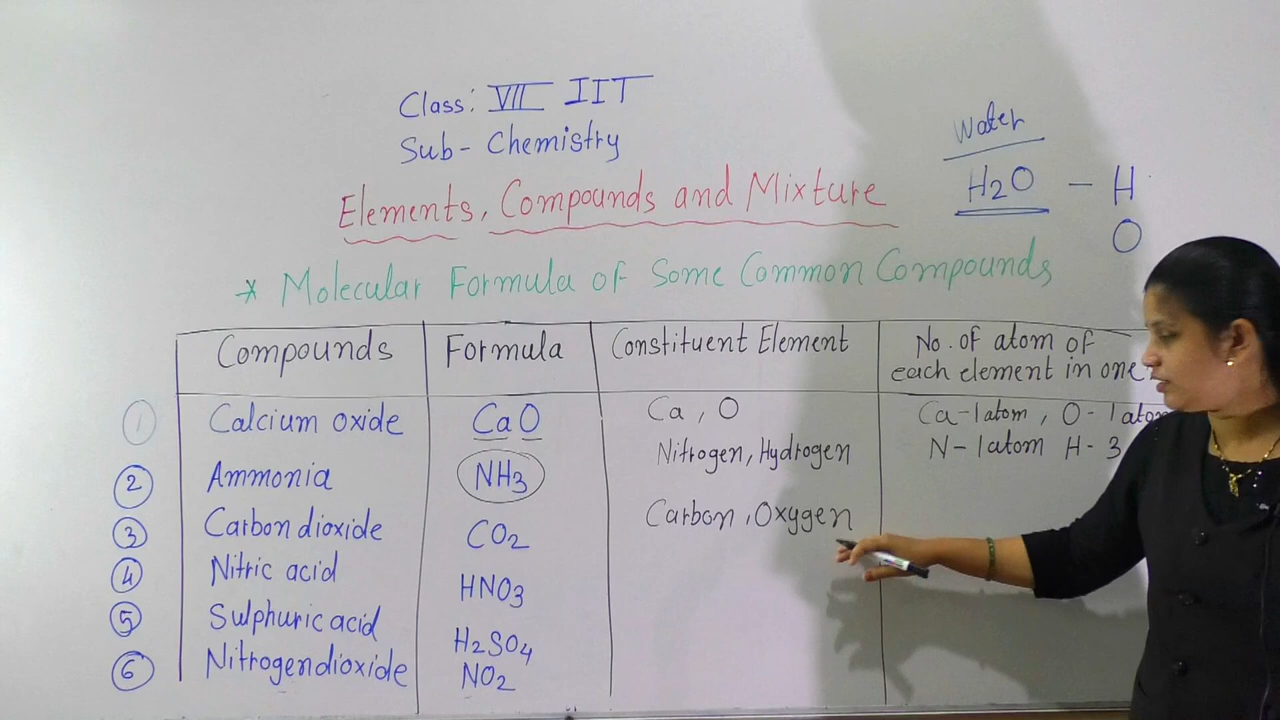 Class: VII IIT
Sub- Chemistry
Water
H2O - H
O
Elements, Compounds and Mixture
* Molecular Formula of Some Common Compounds
Compounds Formula Constituent Element No. of atom of each element in one
1 Calcium oxide CaO Ca, O Ca-1atom, O-1atom
2 Ammonia NH3 Nitrogen, Hydrogen N-1atom H-3
3 Carbondioxide CO2 Carbon, Oxygen
4 Nitric acid HNO3
5 Sulphuric acid H2SO4
6 Nitrogendioxide NO2